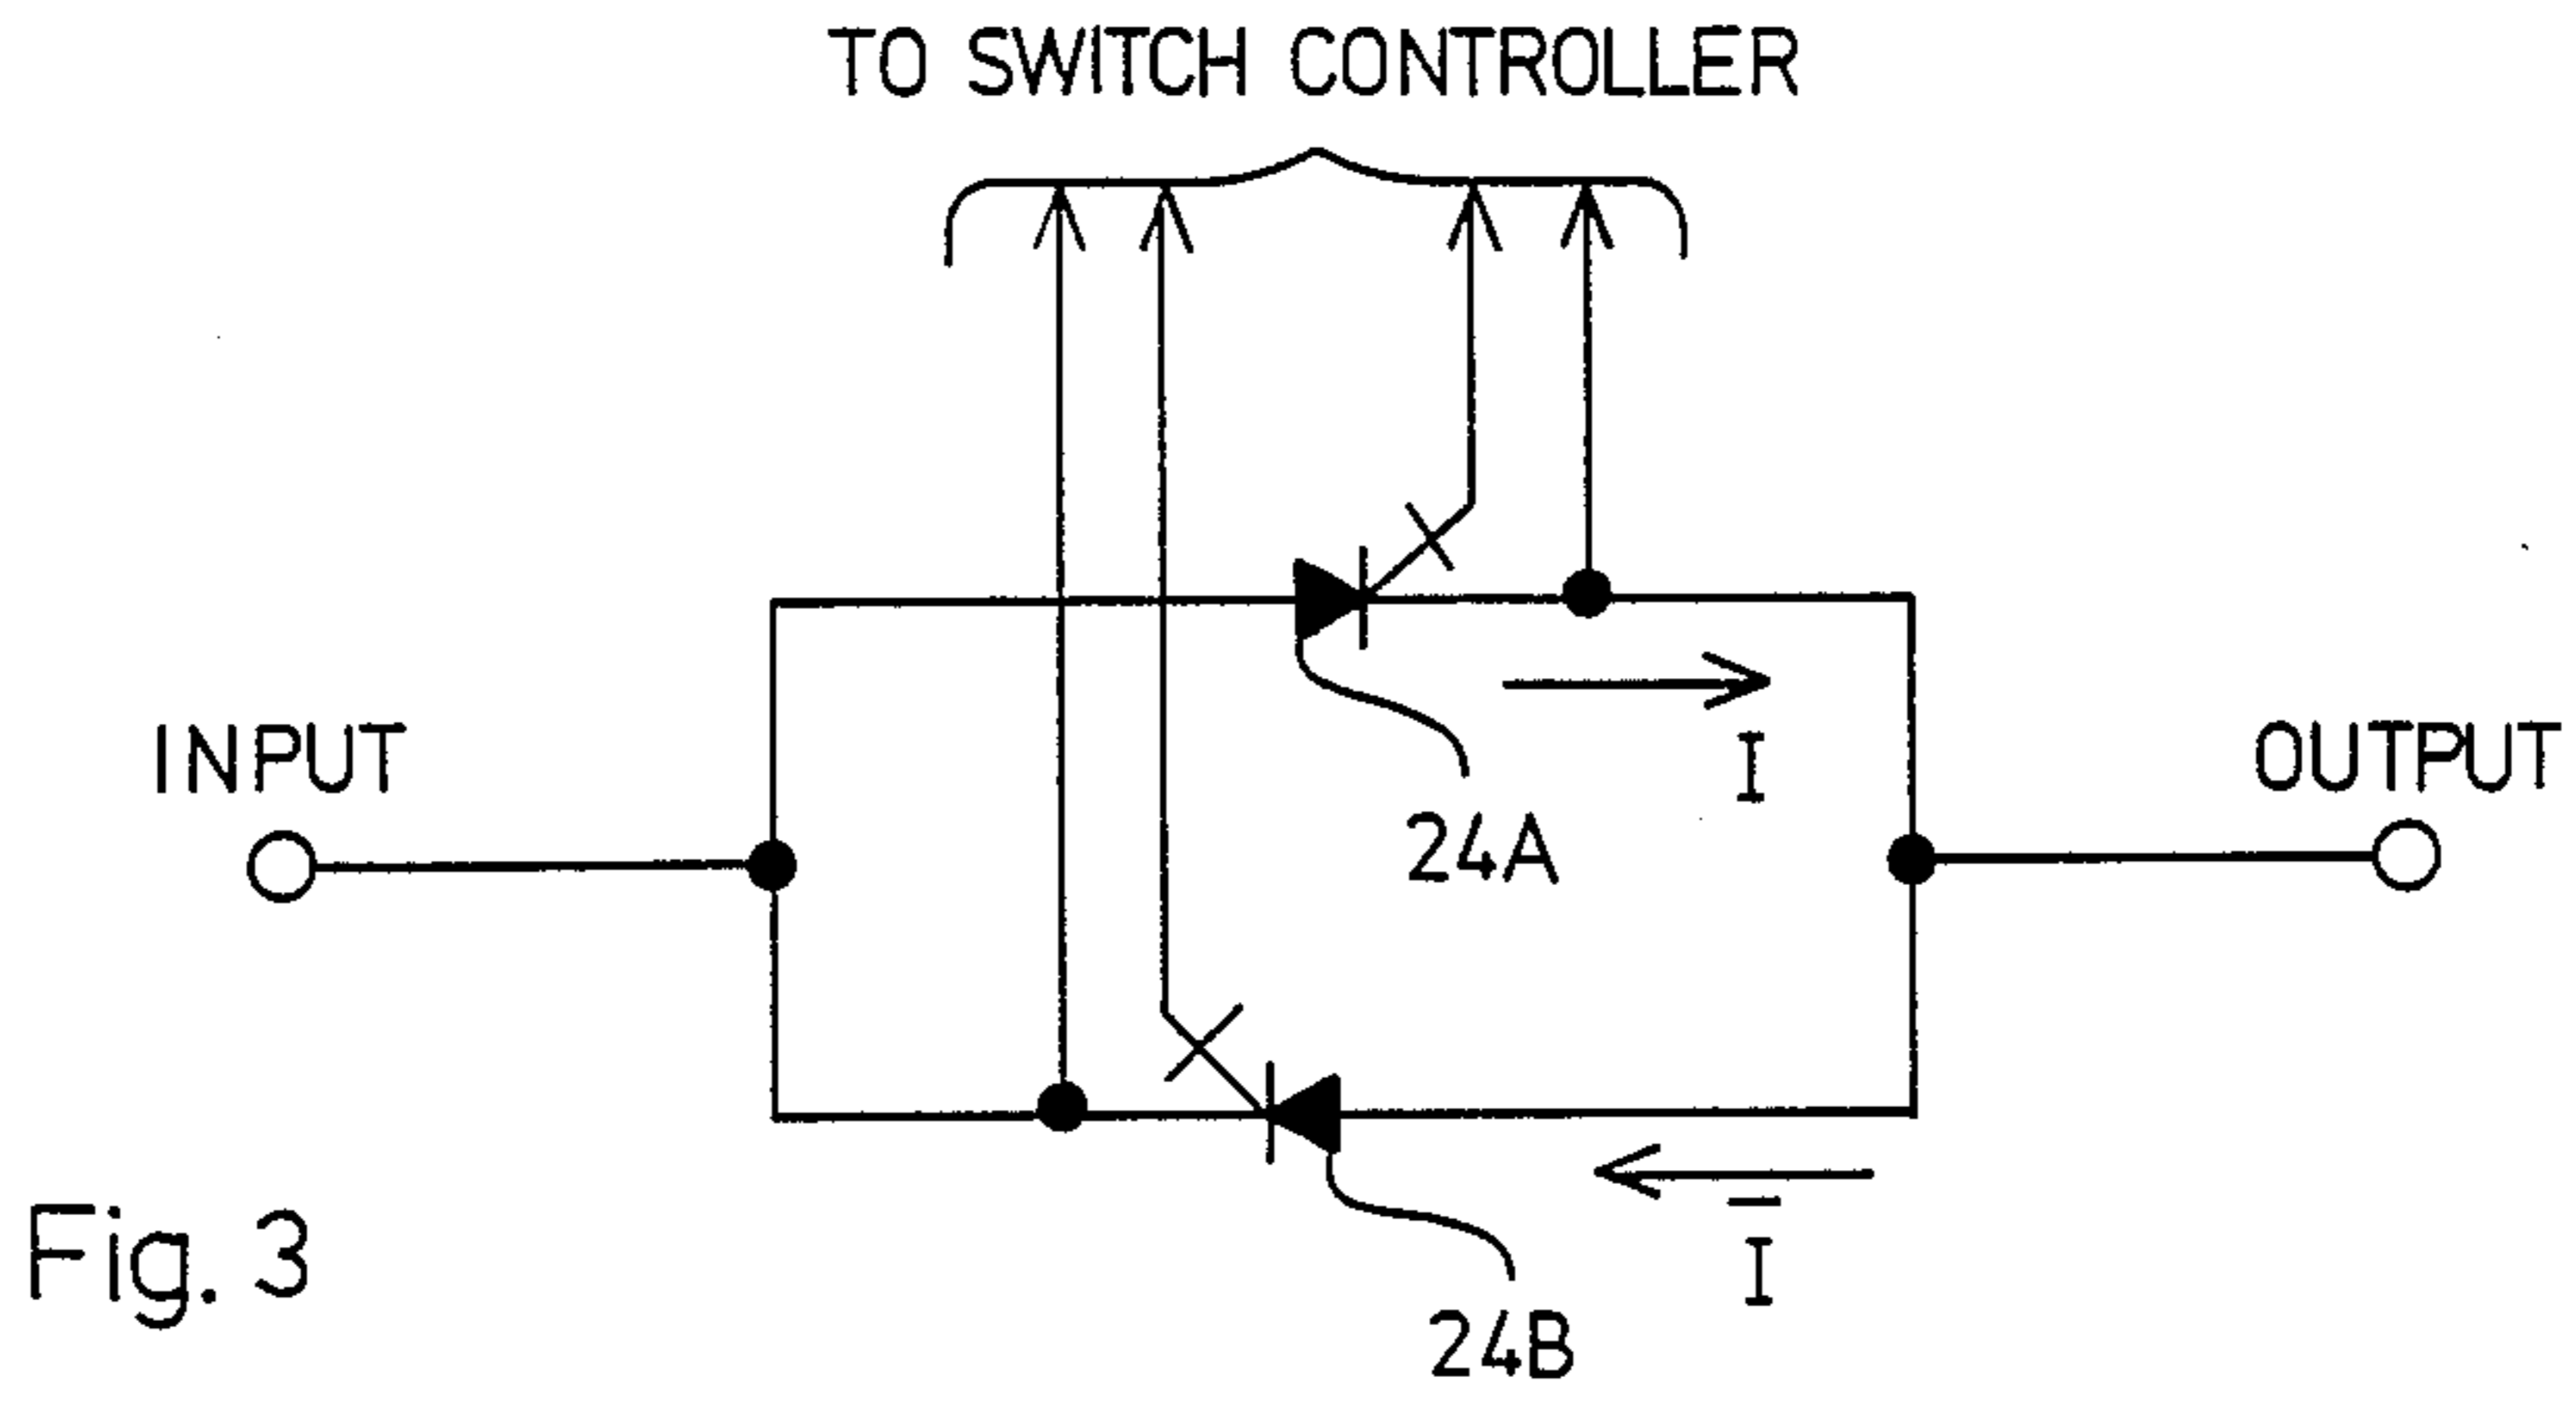 TO SWITCH CONTROLLER
INPUT
I
OUTPUT
24A
Fig. 3
Ī
24B